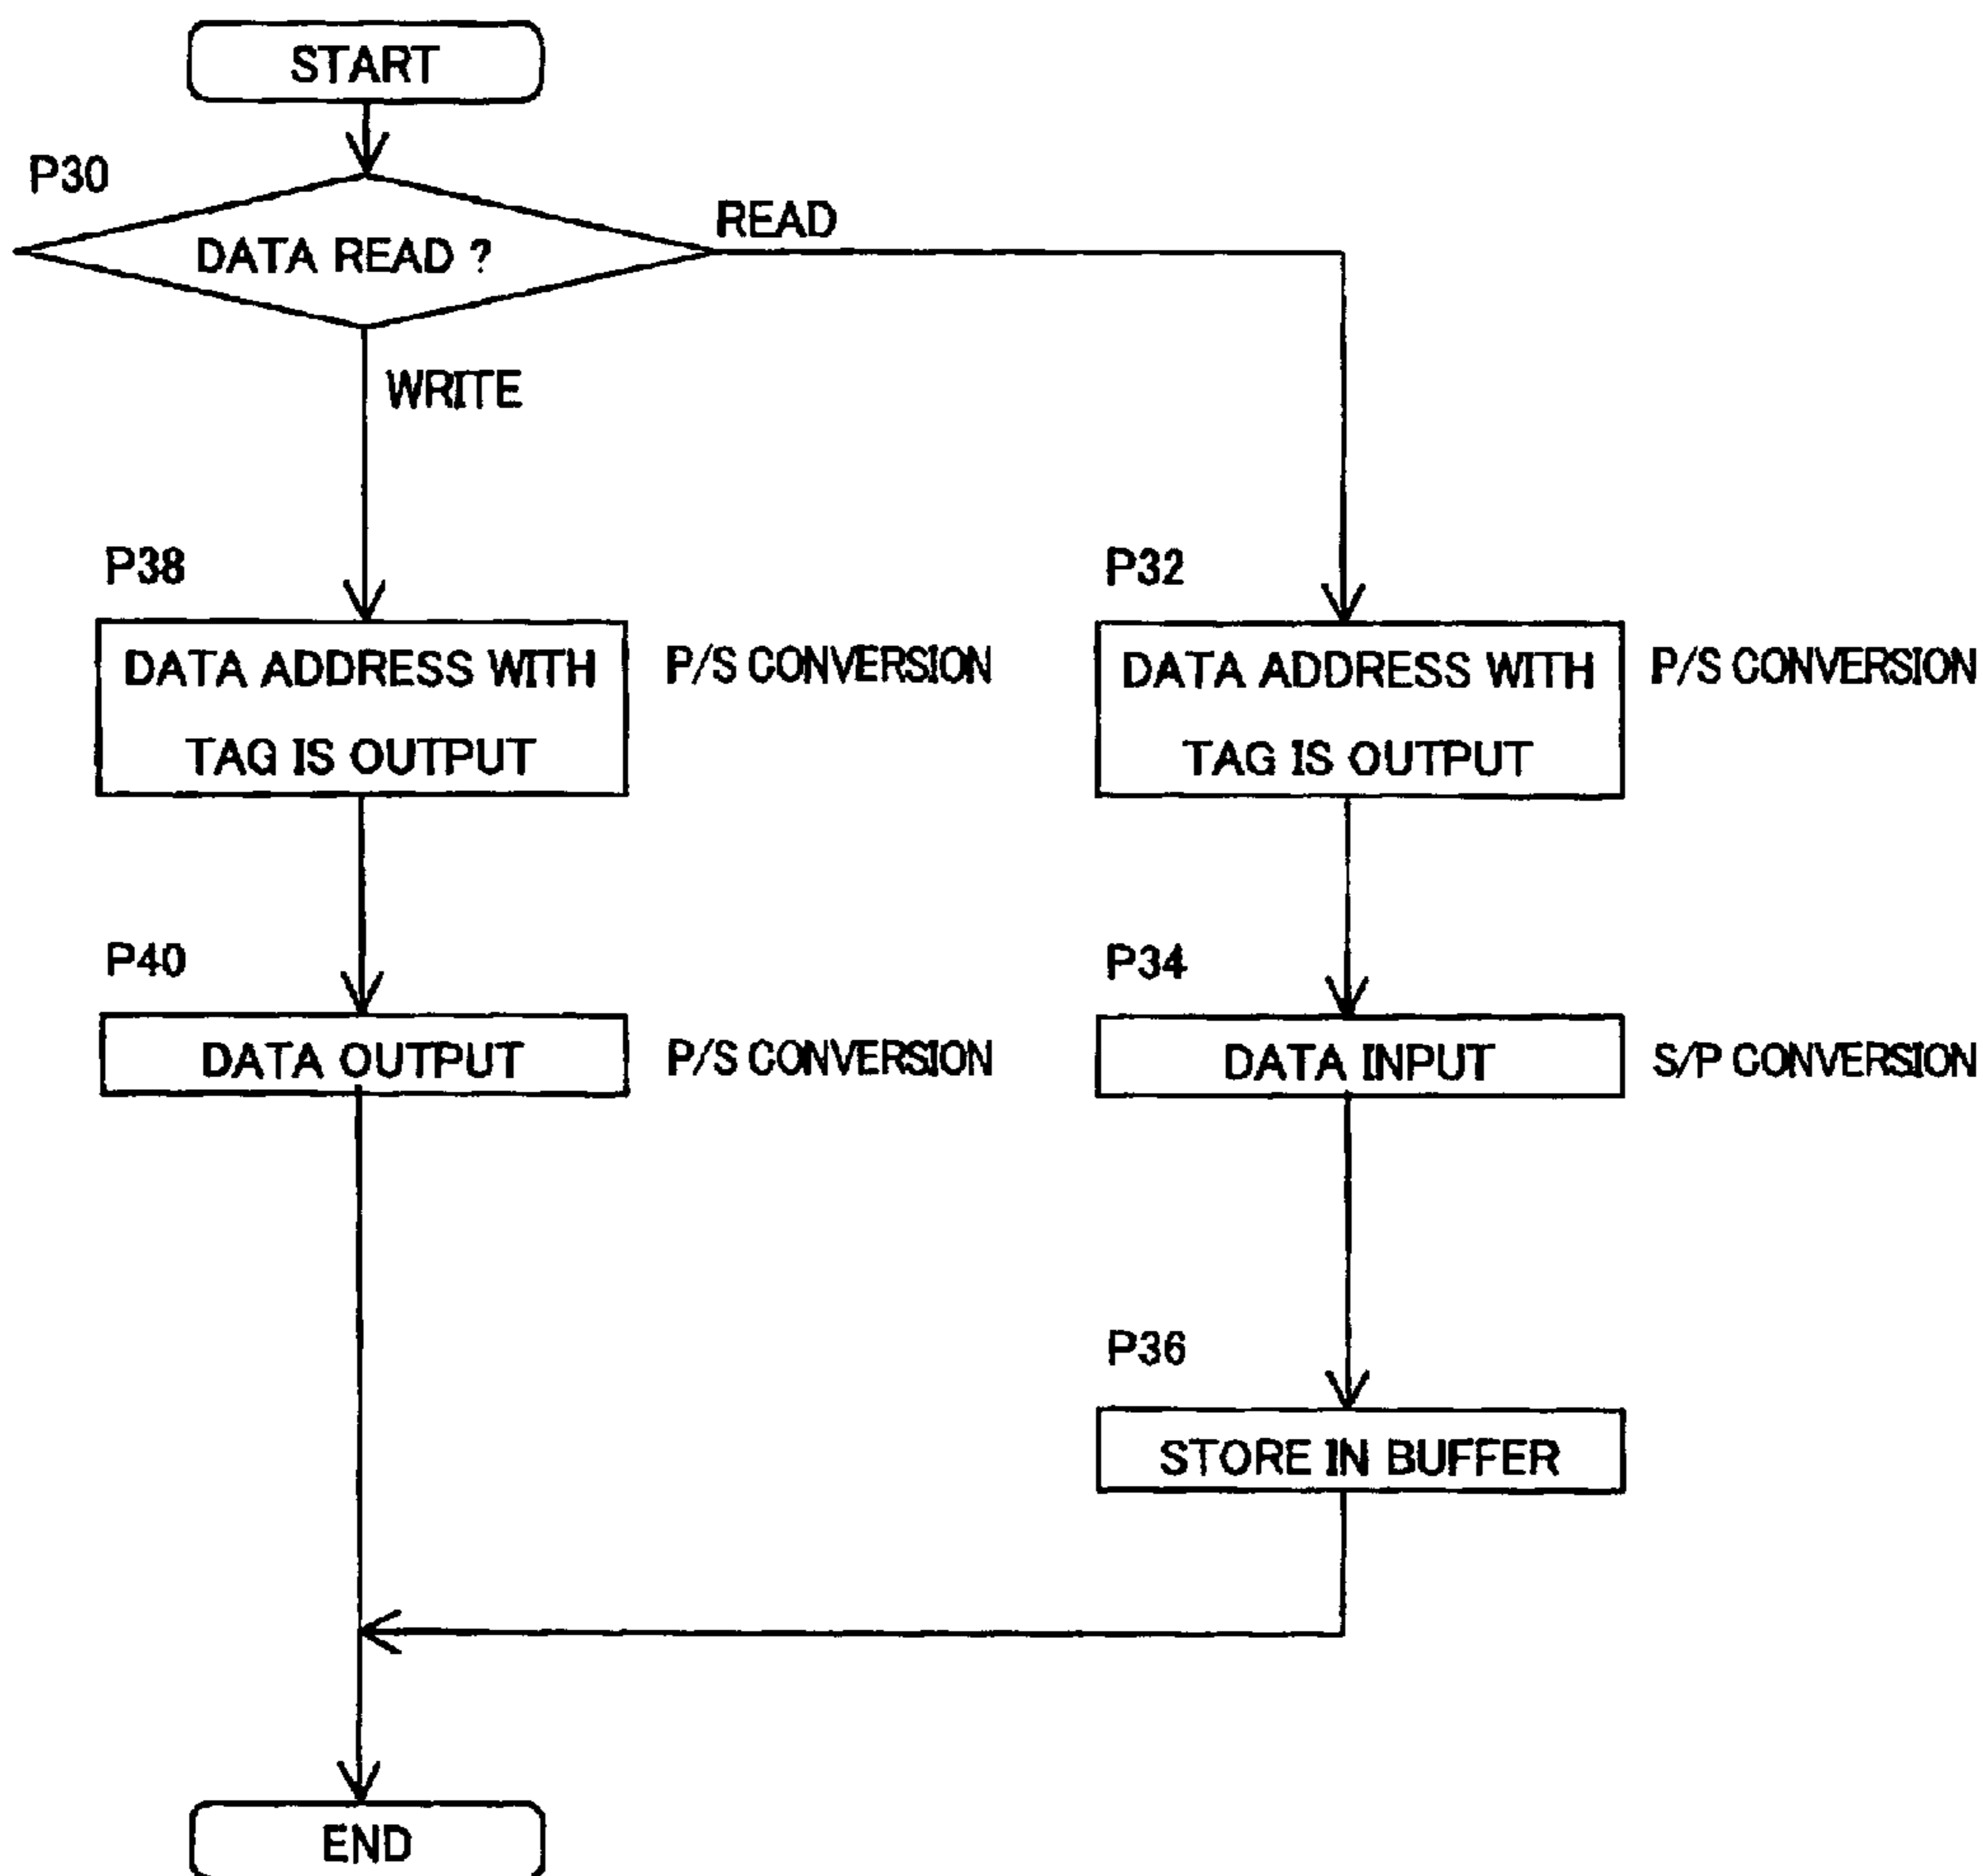 START
P30
DATA READ ?
READ
WRITE
P38
DATA ADDRESS WITH
TAG IS OUTPUT
P/S CONVERSION
P32
DATA ADDRESS WITH
TAG IS OUTPUT
P/S CONVERSION
P40
DATA OUTPUT
P/S CONVERSION
P34
DATA INPUT
S/P CONVERSION
P36
STORE IN BUFFER
END